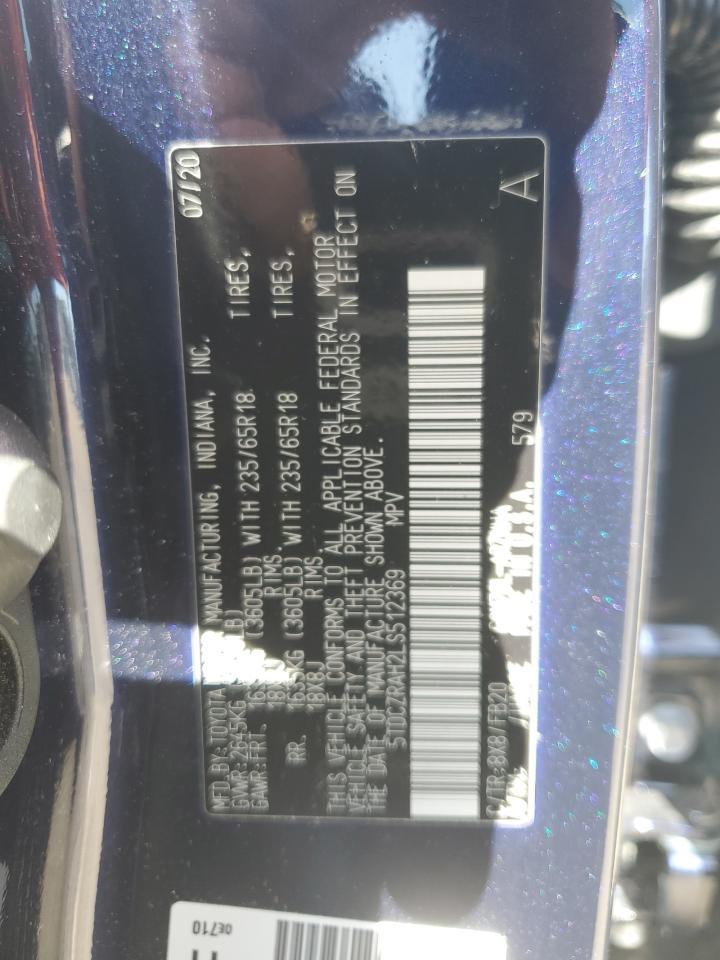 MFD BY:TOYOTA MANUFACTURING, INDIANA, INC. 07/20
GVWR:
GAWR:FRT. (3605LB) WITH 235/65R18 TIRES,
RIMS,
RR. 1635KG (3605LB) WITH 235/65R18 TIRES,
18X8J RIMS,
THIS VEHICLE CONFORMS TO ALL APPLICABLE FEDERAL MOTOR
VEHICLE SAFETY AND THEFT PREVENTION STANDARDS IN EFFECT ON
THE DATE OF MANUFACTURE SHOWN ABOVE.
5TDCZRAH2LS512369 MPV
C/TR:8X8/FB20 579 A
U.S.A.
0E710